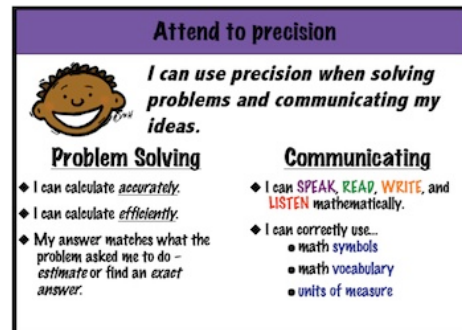 Attend to precision
I can use precision when solving
problems and communicating my
ideas.
Problem Solving
◆ I can calculate accurately.
◆ I can calculate efficiently.
◆ My answer matches what the
problem asked me to do –
estimate or find an exact
answer.
Communicating
◆ I can SPEAK, READ, WRITE, and
LISTEN mathematically.
◆ I can correctly use...
• math symbols
• math vocabulary
• units of measure